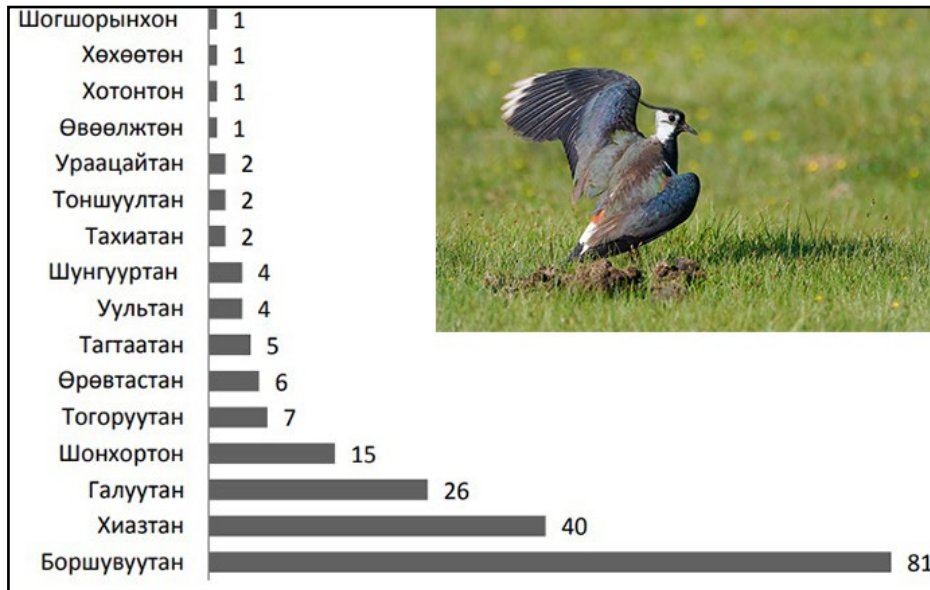 Шогшорынхон 1
Хөхөөтөн 1
Хотонтон 1
Өвөөлжтөн 1
Ураацайтан 2
Тоншуултан 2
Тахиатан 2
Шунгууртан 4
Уультан 4
Тагтаатан 5
Өрөвтастан 6
Тогоруутан 7
Шонхортон 15
Галуутан 26
Хиазтан 40
Боршувуутан 81